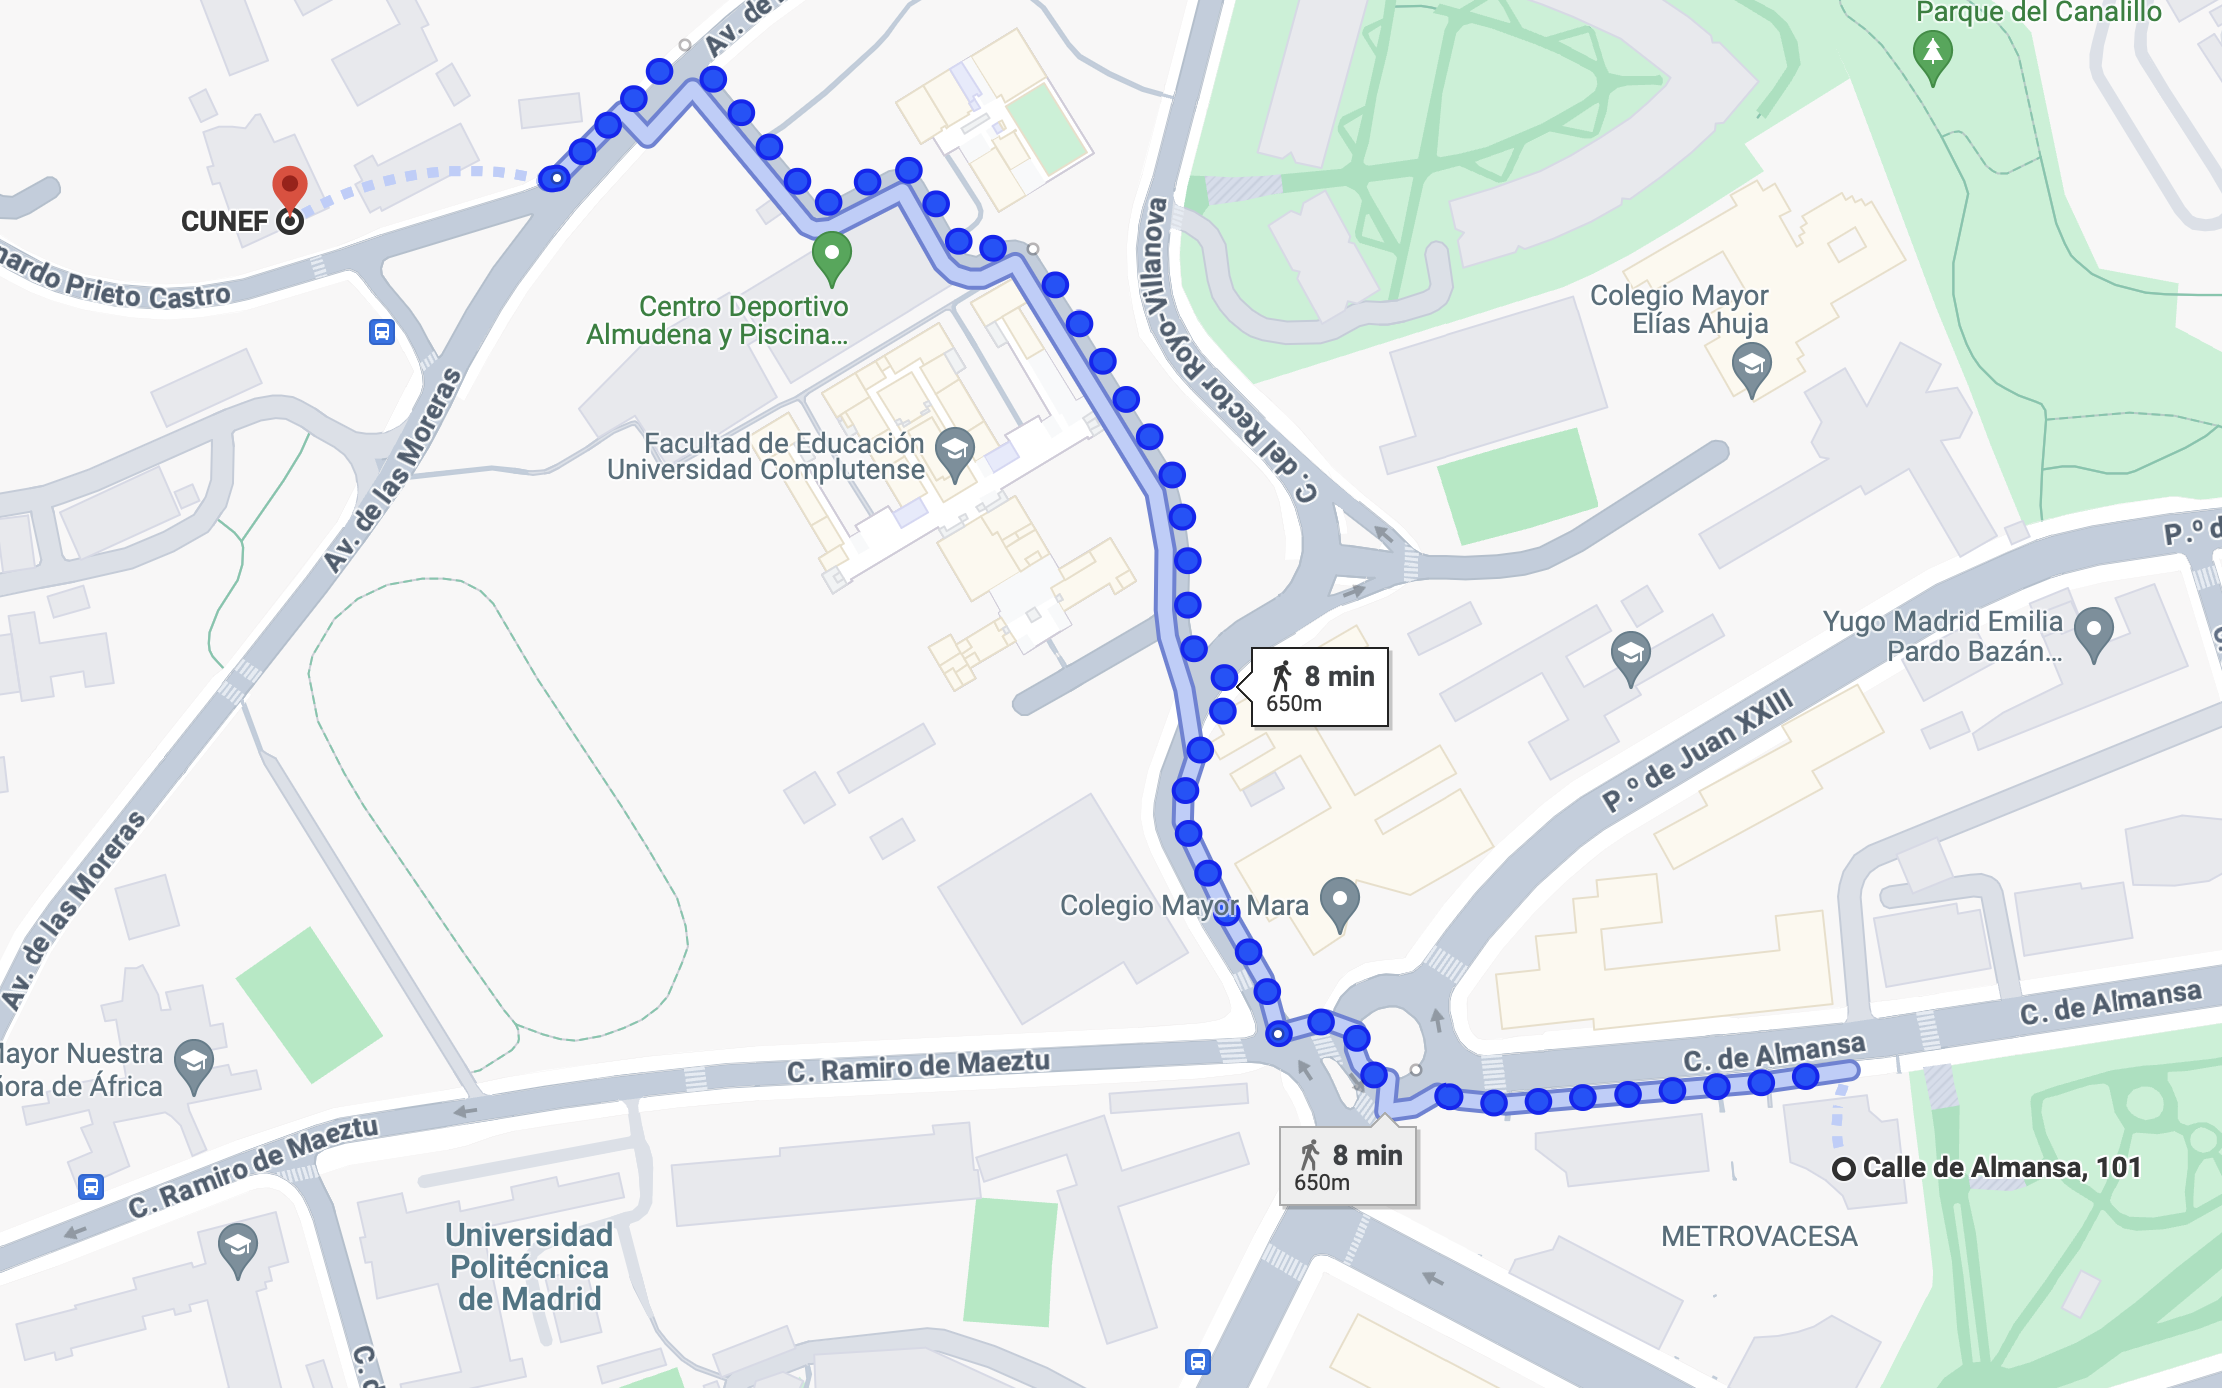 Parque del Canalillo
Av. de
CUNEF
nardo Prieto Castro
Centro Deportivo
Almudena y Piscina...
C. del Rector Royo-Villanova
Colegio Mayor
Elías Ahuja
Facultad de Educación
Universidad Complutense
Av. de las Moreras
P.º d
8 min
650m
Yugo Madrid Emilia
Pardo Bazán...
P.º de Juan XXIII
Av. de las Moreras
Colegio Mayor Mara
C. de Almansa
C. de Almansa
Mayor Nuestra
ñora de África
C. Ramiro de Maeztu
C. Ramiro de Maeztu
8 min
650m
Calle de Almansa, 101
METROVACESA
Universidad
Politécnica
de Madrid
C. d